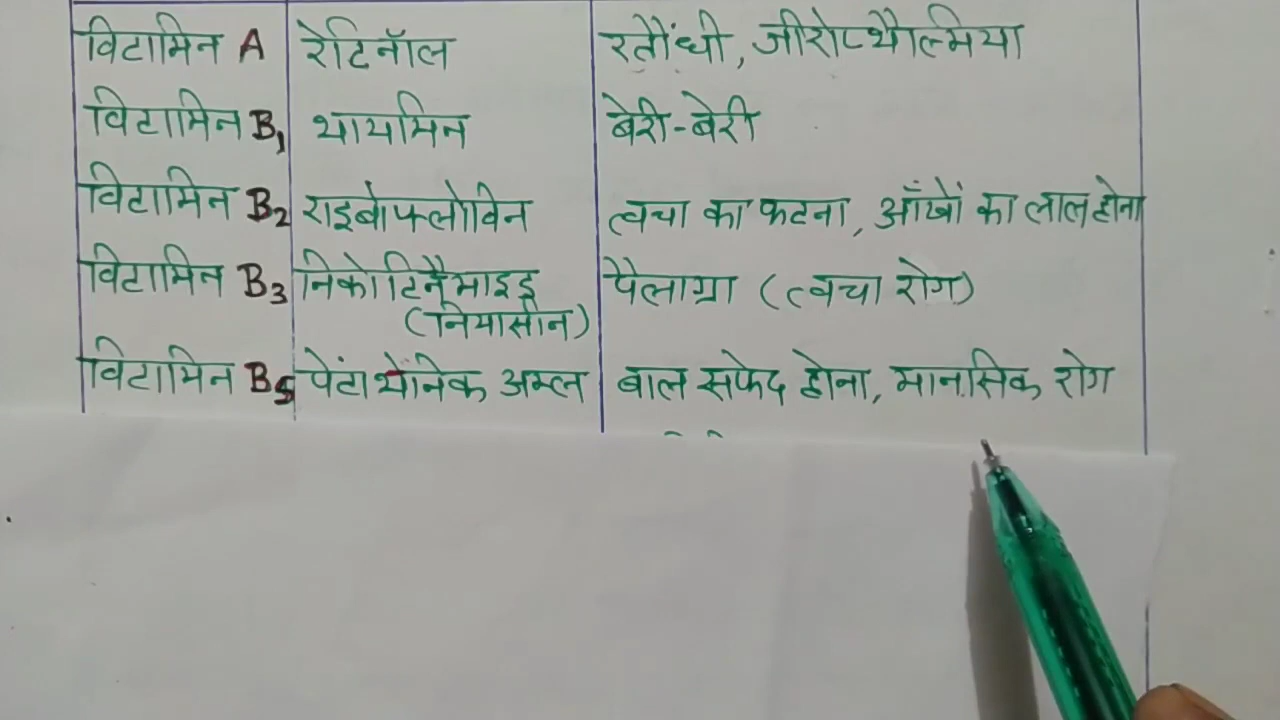 विटामिन A रेटिनॉल रतौंधी, जीरोप्थैल्मिया
विटामिन B1 थायमिन बेरी-बेरी
विटामिन B2 राइबोफ्लोविन त्वचा का फटना, आँखों का लाल होना
विटामिन B3 निकोटिनैमाइड पैलाग्रा (त्वचा रोग)
(नियासीन)
विटामिन B5 पेंटाथेनिक अम्ल बाल सफेद होना, मानसिक रोग